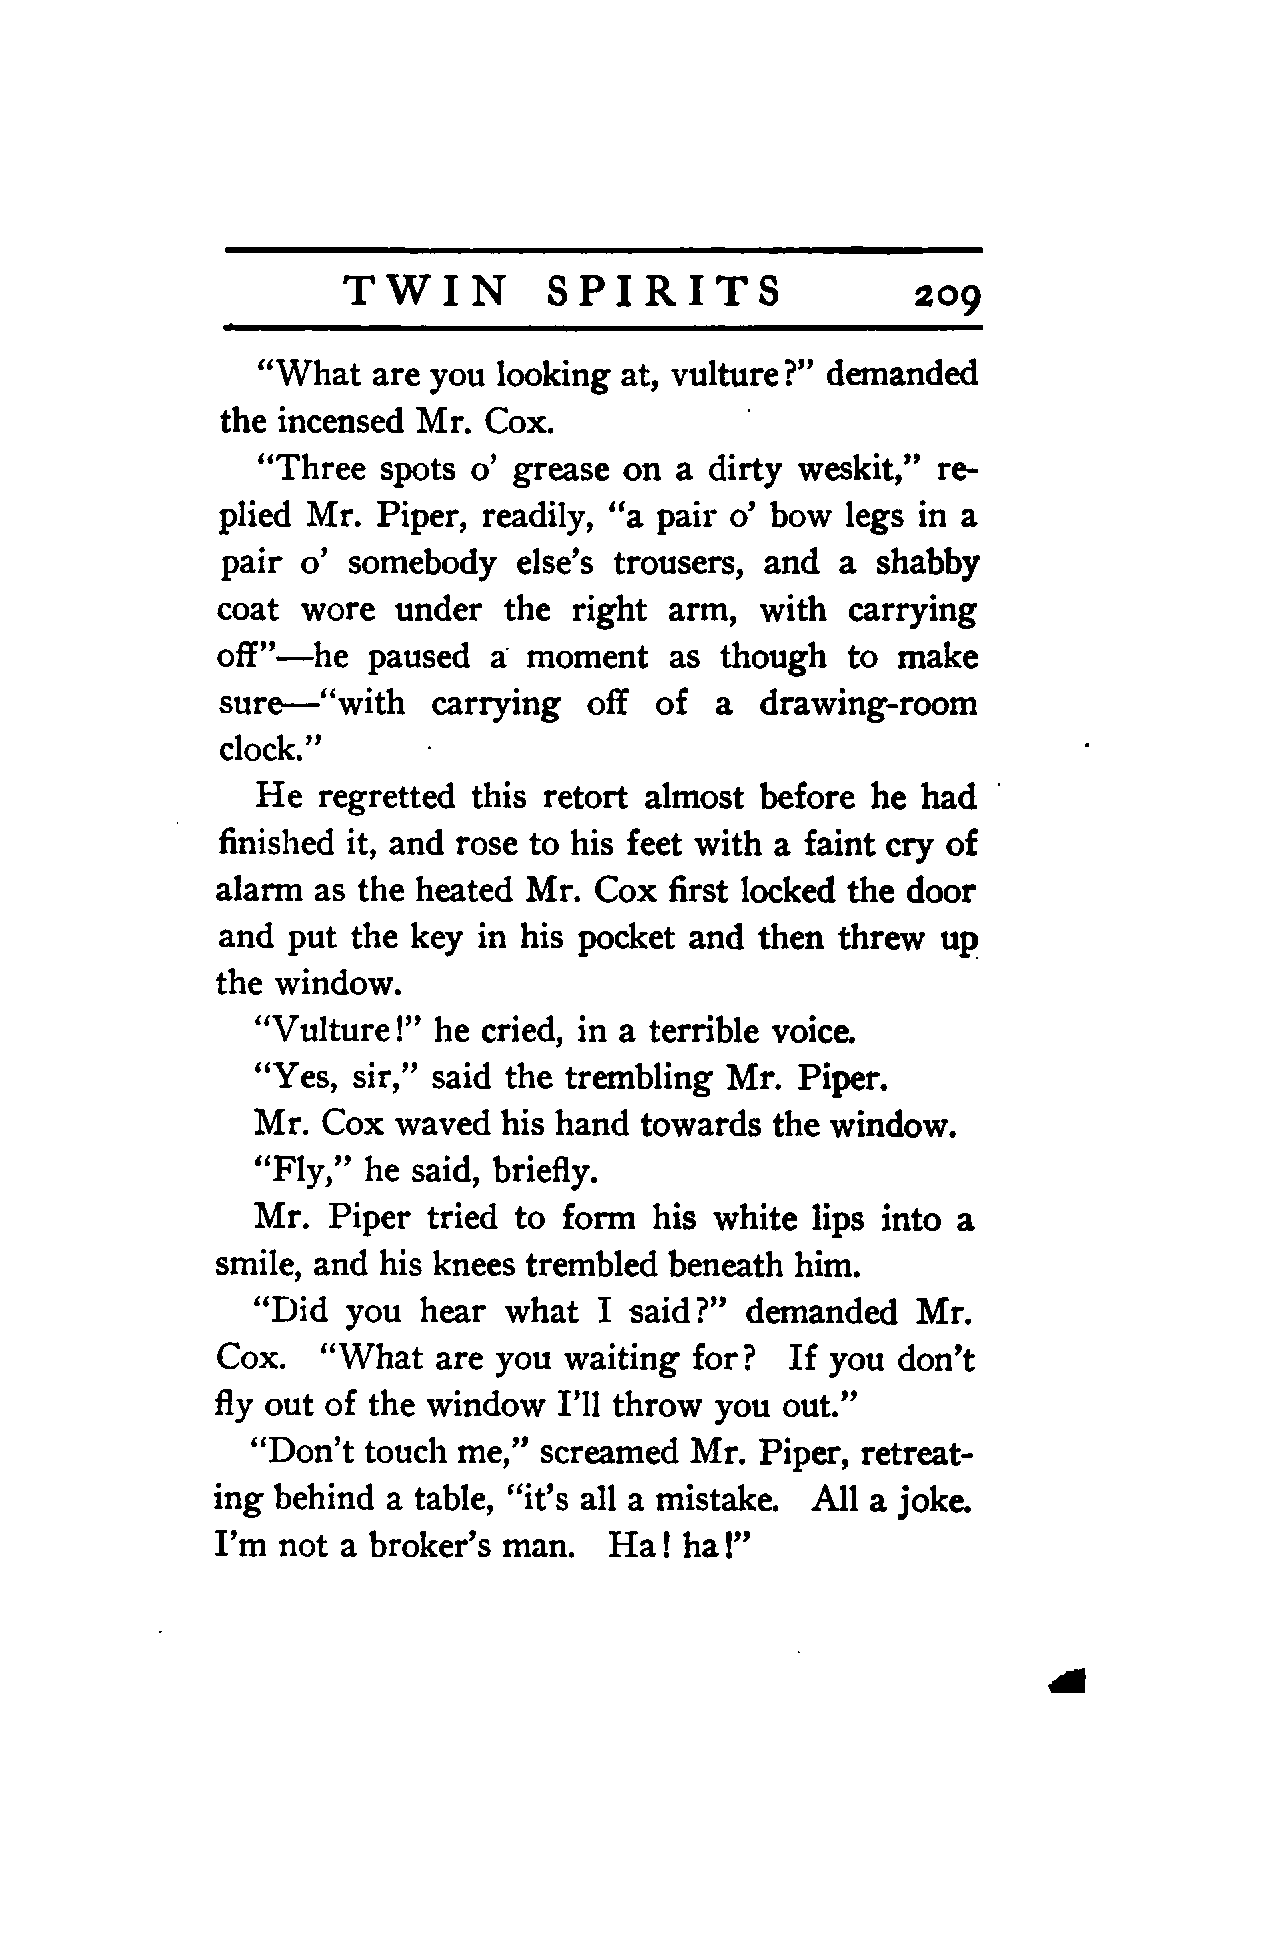 TWIN SPIRITS 209
“What are you looking at, vulture?” demanded
the incensed Mr. Cox.
“Three spots o’ grease on a dirty weskit,” re-
plied Mr. Piper, readily, “a pair o’ bow legs in a
pair o’ somebody else’s trousers, and a shabby
coat wore under the right arm, with carrying
off”—he paused a moment as though to make
sure—“with carrying off of a drawing-room
clock.”
He regretted this retort almost before he had
finished it, and rose to his feet with a faint cry of
alarm as the heated Mr. Cox first locked the door
and put the key in his pocket and then threw up
the window.
“Vulture!” he cried, in a terrible voice.
“Yes, sir,” said the trembling Mr. Piper.
Mr. Cox waved his hand towards the window.
“Fly,” he said, briefly.
Mr. Piper tried to form his white lips into a
smile, and his knees trembled beneath him.
“Did you hear what I said?” demanded Mr.
Cox. “What are you waiting for? If you don’t
fly out of the window I’ll throw you out.”
“Don’t touch me,” screamed Mr. Piper, retreat-
ing behind a table, “it’s all a mistake. All a joke.
I’m not a broker’s man. Ha! ha!”